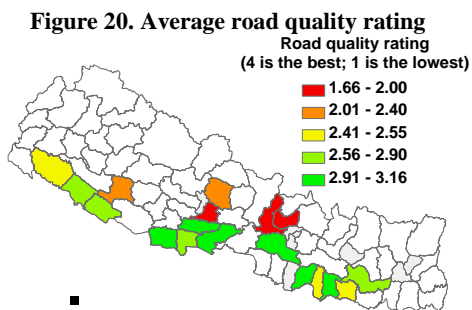 Figure 20. Average road quality rating
Road quality rating
(4 is the best; 1 is the lowest)
1.66 - 2.00
2.01 - 2.40
2.41 - 2.55
2.56 - 2.90
2.91 - 3.16